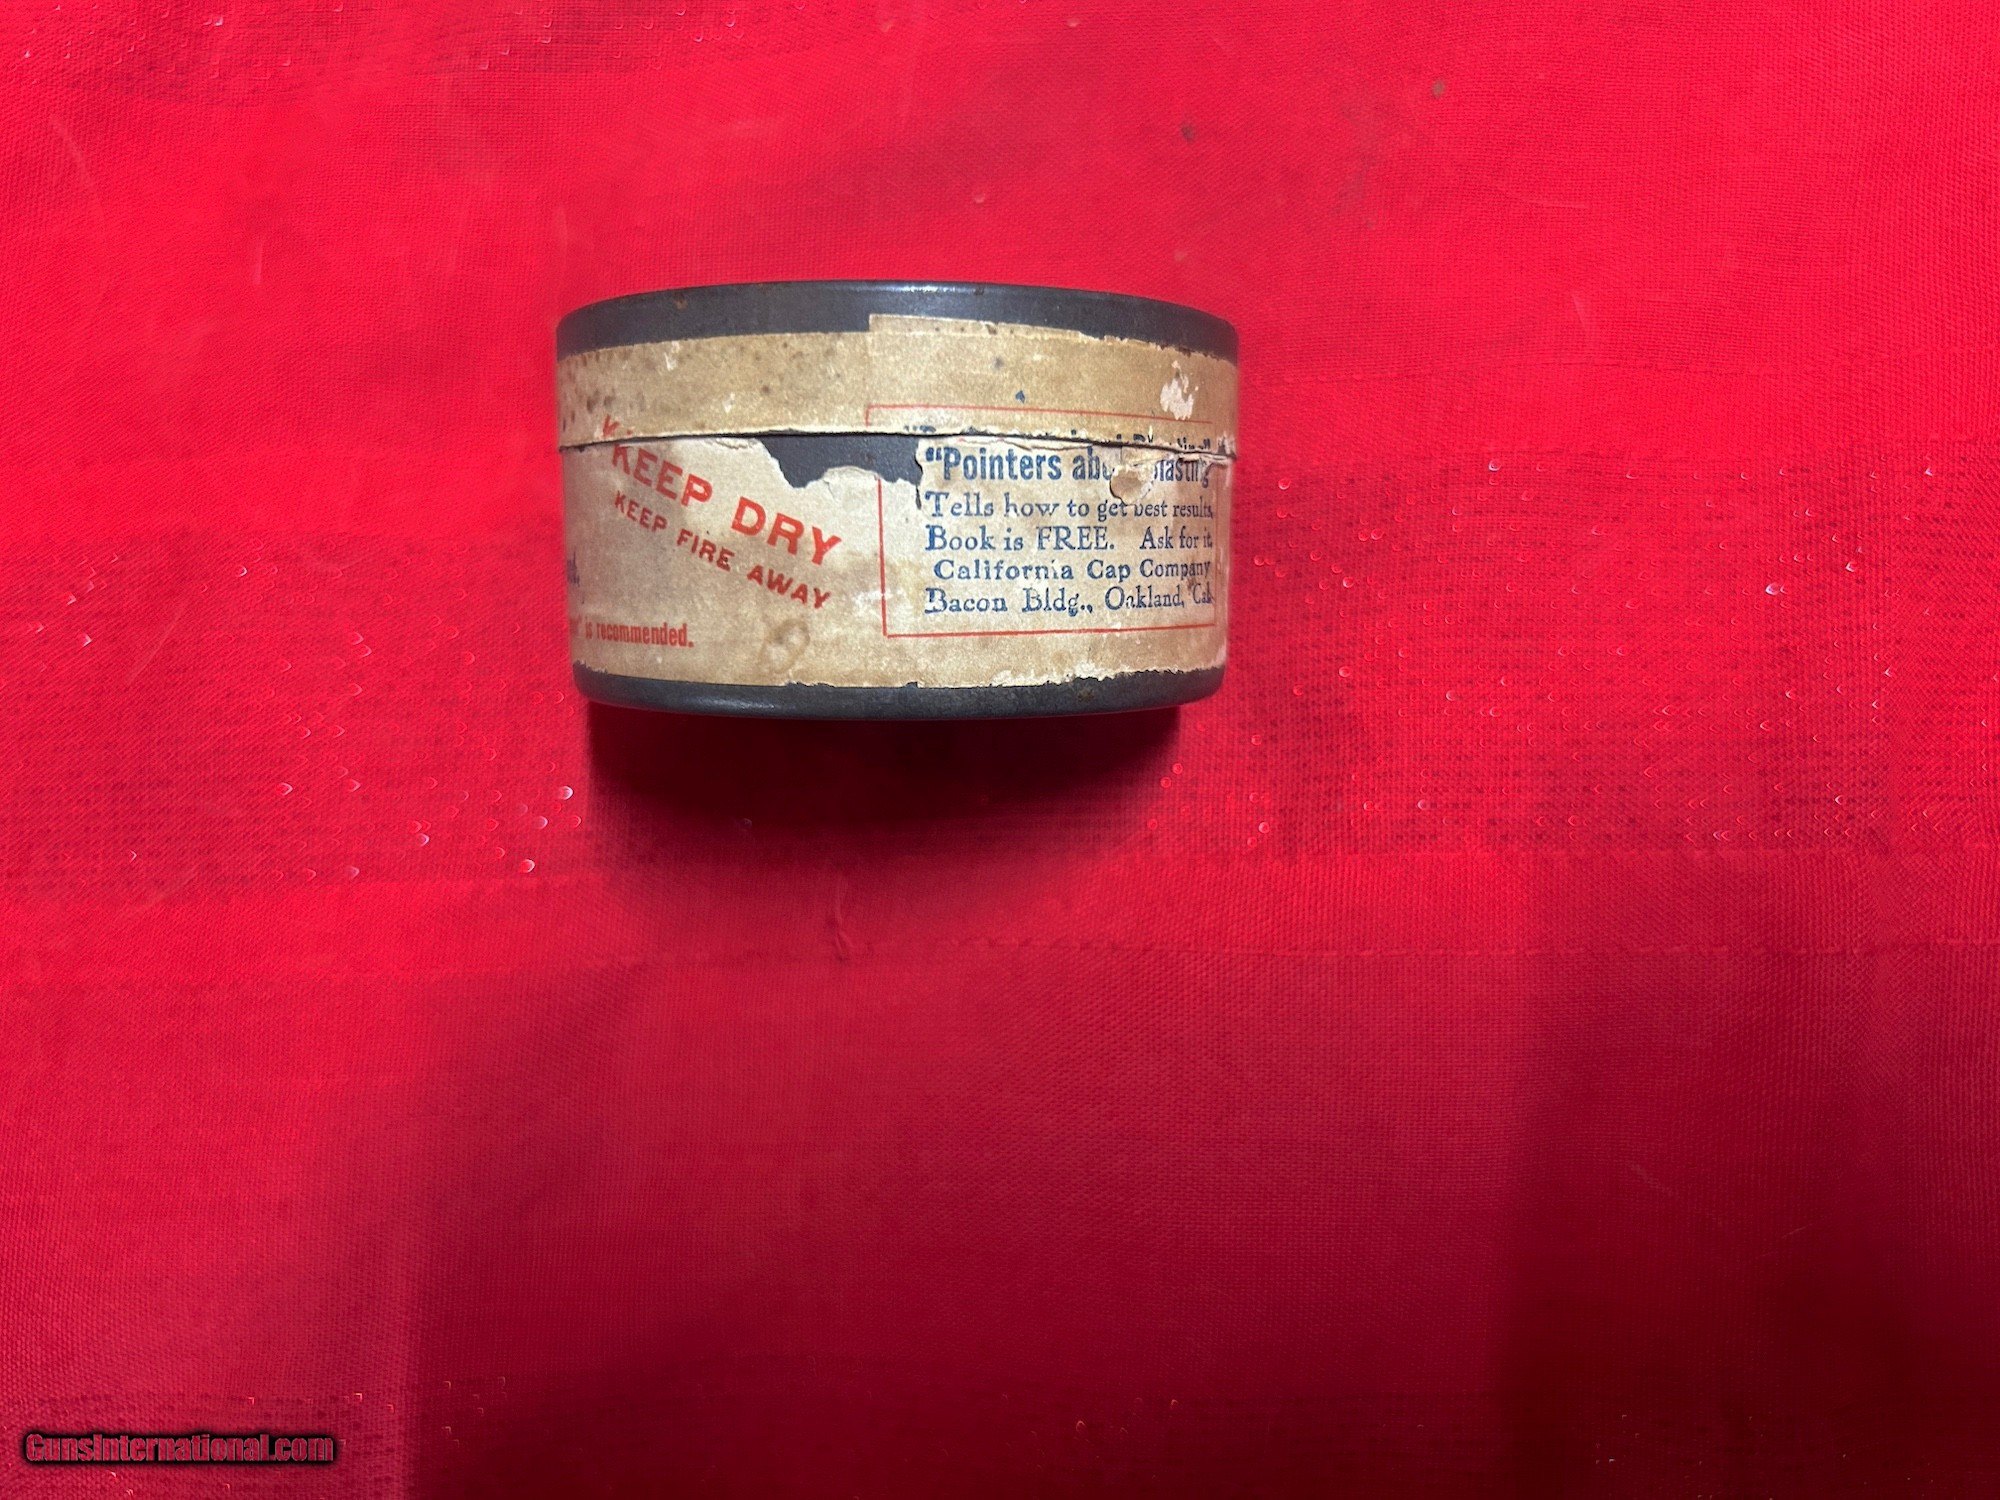 KEEP DRY
KEEP FIRE AWAY
is recommended.
"Pointers
Tells how to get best results,
Book is FREE. Ask for it.
California Cap Company
Bacon Bldg., Oakland, Cal.
GunsInternational.com